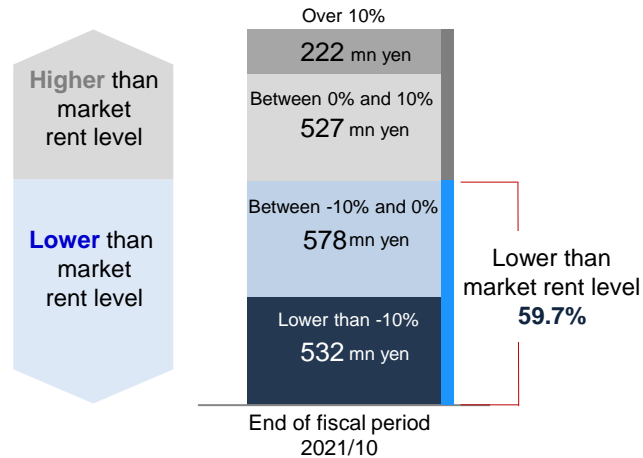 Higher than
market
rent level
Lower than
market
rent level
Over 10%
222 mn yen
Between 0% and 10%
527 mn yen
Between -10% and 0%
578 mn yen
Lower than -10%
532 mn yen
End of fiscal period
2021/10
Lower than
market rent level
59.7%